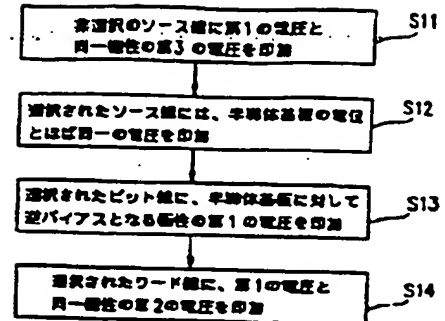 非選択のソース線に第1の電圧と
同一極性の第3の電圧を印加
S11
選択されたソース線には、半導体基板の電位
とほぼ同一の電圧を印加
S12
選択されたビット線に、半導体基板に対して
逆バイアスとなる極性の第1の電圧を印加
S13
選択されたワード線に、第1の電圧と
同一極性の第2の電圧を印加
S14